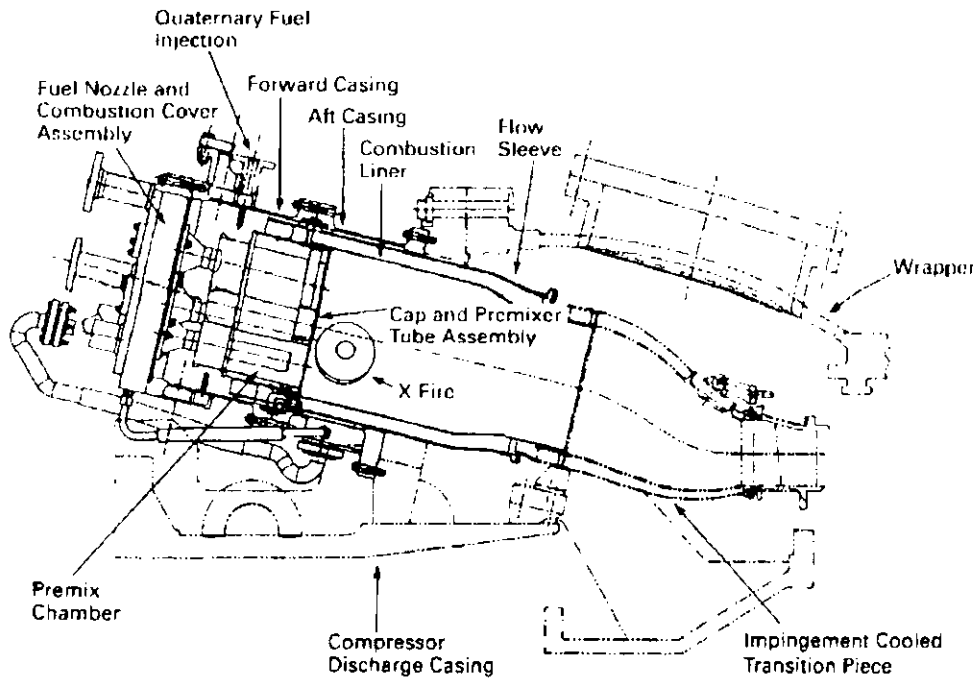 Quaternary Fuel
Injection
Fuel Nozzle and
Combustion Cover
Assembly
Forward Casing
Aft Casing
Combustion
Liner
Flow
Sleeve
Wrapper
Cap and Premixer
Tube Assembly
X Fire
Premix
Chamber
Compressor
Discharge Casing
Impingement Cooled
Transition Piece